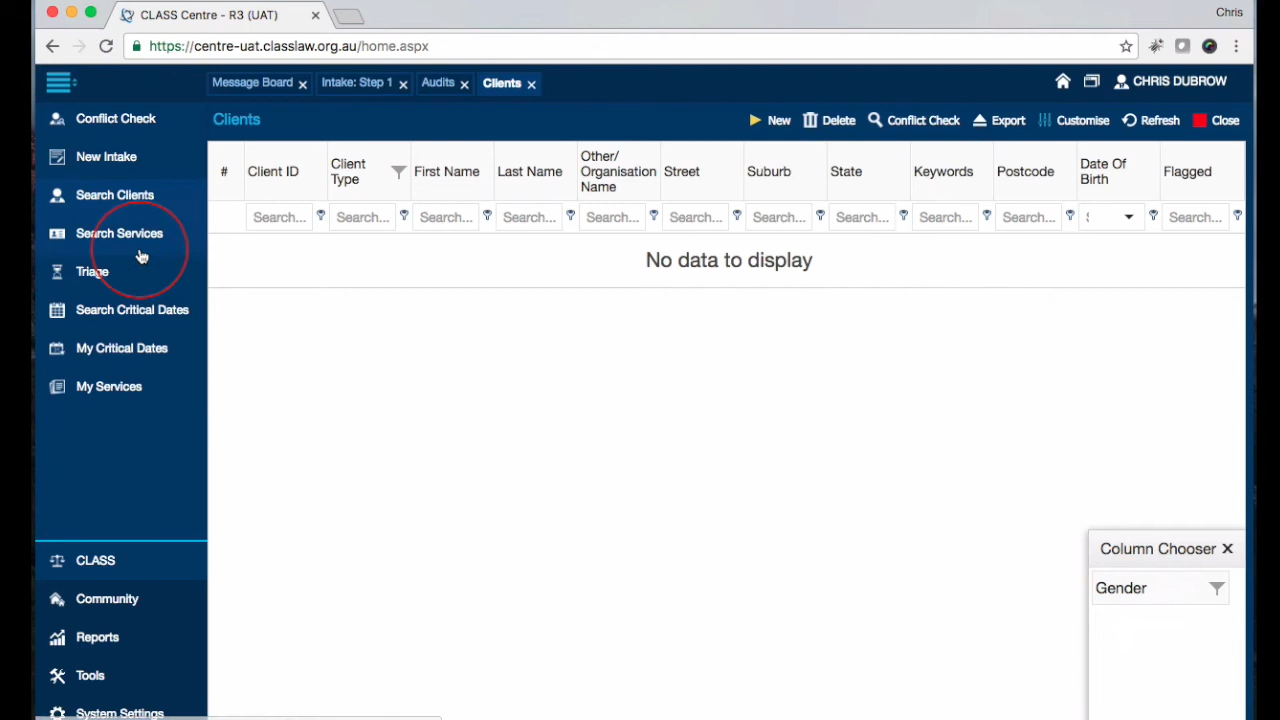 CLASS Centre - R3 (UAT)
Chris
https://centre-uat.classlaw.org.au/home.aspx
Message Board
Intake: Step 1
Audits
Clients
CHRIS DUBROW
Conflict Check
New Intake
Search Clients
Search Services
Triage
Search Critical Dates
My Critical Dates
My Services
CLASS
Community
Reports
Tools
System Settings
Clients
New
Delete
Conflict Check
Export
Customise
Refresh
Close
#
Client ID
Client
Type
First Name
Last Name
Other/
Organisation
Name
Street
Suburb
State
Keywords
Postcode
Date Of
Birth
Flagged
Search...
Search...
Search...
Search...
Search...
Search...
Search...
Search...
Search...
Search...
Search...
No data to display
Column Chooser
Gender